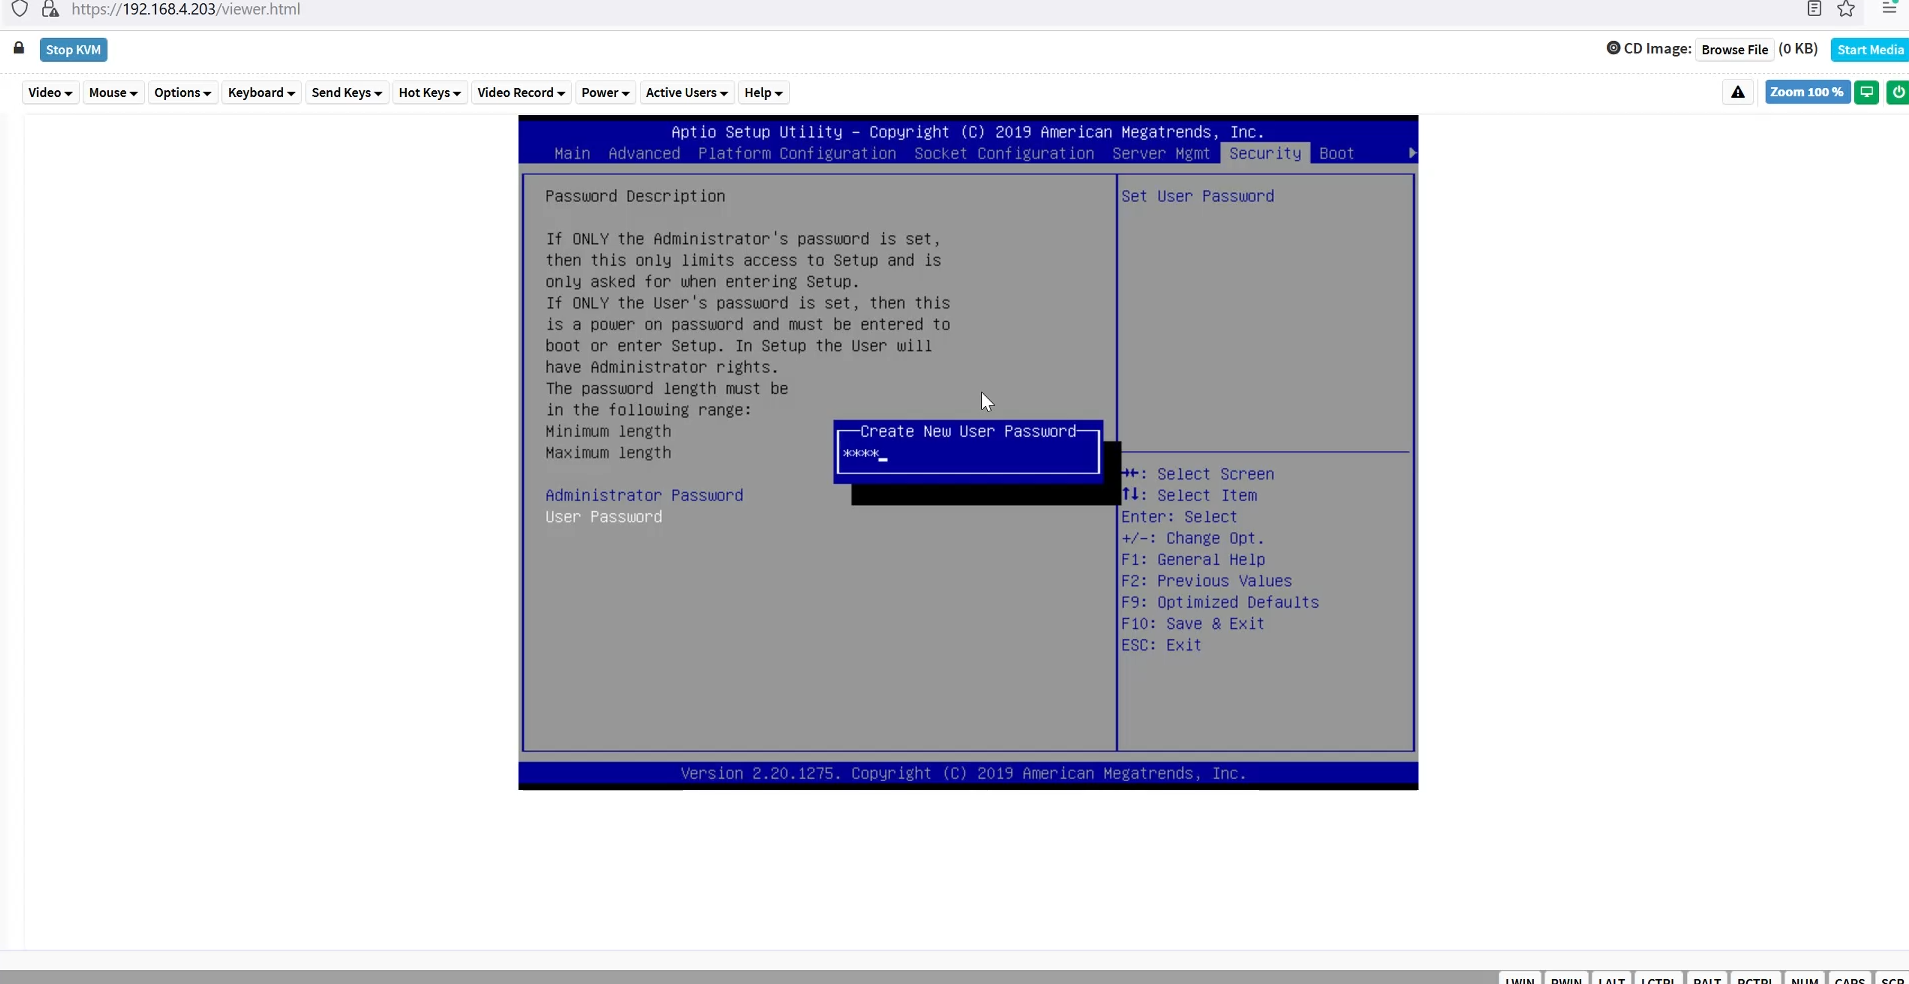 https://192.168.4.203/viewer.html
Stop KVM
CD Image: Browse File (0 KB) Start Media
Video Mouse Options Keyboard Send Keys Hot Keys Video Record Power Active Users Help
Zoom 100 %
Aptio Setup Utility – Copyright (C) 2019 American Megatrends, Inc.
Main Advanced Platform Configuration Socket Configuration Server Mgmt Security Boot
Password Description
If ONLY the Administrator's password is set,
then this only limits access to Setup and is
only asked for when entering Setup.
If ONLY the User's password is set, then this
is a power on password and must be entered to
boot or enter Setup. In Setup the User will
have Administrator rights.
The password length must be
in the following range:
Minimum length
Maximum length
Administrator Password
User Password
Create New User Password
****_
Set User Password
→←: Select Screen
↑↓: Select Item
Enter: Select
+/-: Change Opt.
F1: General Help
F2: Previous Values
F9: Optimized Defaults
F10: Save & Exit
ESC: Exit
Version 2.20.1275. Copyright (C) 2019 American Megatrends, Inc.
LWIN RWIN LALT LCTRL RALT RCTRL NUM CAPS SCR